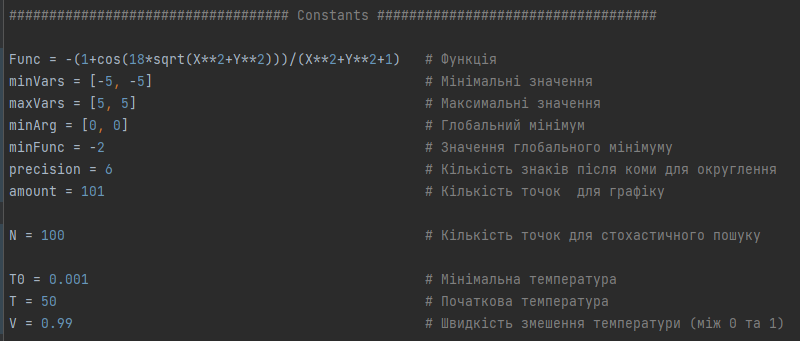 ################################### Constants ###################################
Func = -(1+cos(18*sqrt(X**2+Y**2)))/(X**2+Y**2+1) # Функція
minVars = [-5, -5] # Мінімальні значення
maxVars = [5, 5] # Максимальні значення
minArg = [0, 0] # Глобальний мінімум
minFunc = -2 # Значення глобального мінімуму
precision = 6 # Кількість знаків після коми для округлення
amount = 101 # Кількість точок  для графіку
N = 100 # Кількість точок для стохастичного пошуку
T0 = 0.001 # Мінімальна температура
T = 50 # Початкова температура
V = 0.99 # Швидкість змешення температури (між 0 та 1)